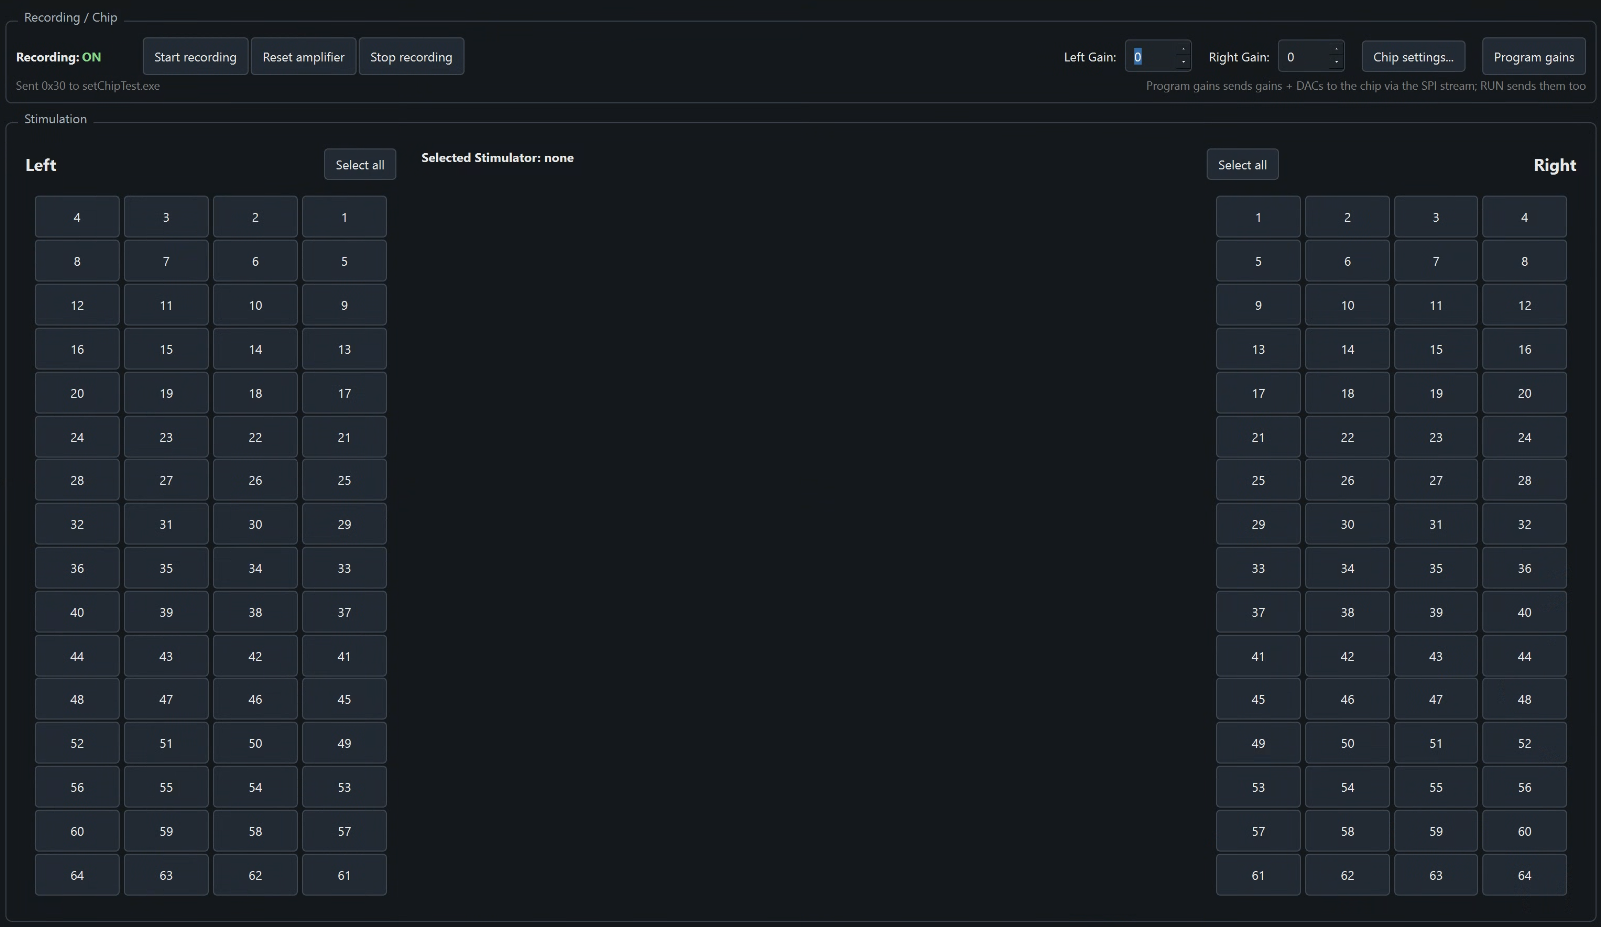 Recording / Chip
Recording: ON Start recording Reset amplifier Stop recording Left Gain: 0 Right Gain: 0 Chip settings... Program gains
Sent 0x30 to setChipTest.exe Program gains sends gains + DACs to the chip via the SPI stream; RUN sends them too
Stimulation
Left Select all Selected Stimulator: none Select all Right
4 3 2 1 1 2 3 4
8 7 6 5 5 6 7 8
12 11 10 9 9 10 11 12
16 15 14 13 13 14 15 16
20 19 18 17 17 18 19 20
24 23 22 21 21 22 23 24
28 27 26 25 25 26 27 28
32 31 30 29 29 30 31 32
36 35 34 33 33 34 35 36
40 39 38 37 37 38 39 40
44 43 42 41 41 42 43 44
48 47 46 45 45 46 47 48
52 51 50 49 49 50 51 52
56 55 54 53 53 54 55 56
60 59 58 57 57 58 59 60
64 63 62 61 61 62 63 64